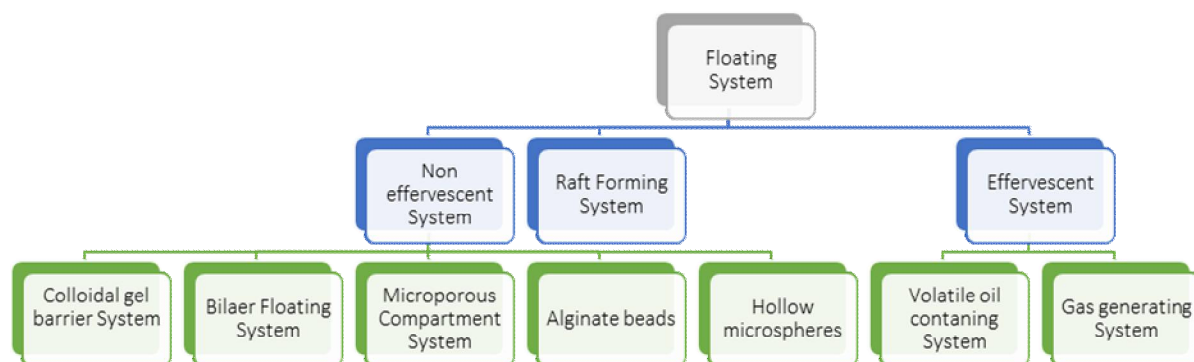 Floating
System
Non
effervescent
System
Raft Forming
System
Effervescent
System
Colloidal gel
barrier System
Bilaer Floating
System
Microporous
Compartment
System
Alginate beads
Hollow
microspheres
Volatile oil
contaning
System
Gas generating
System